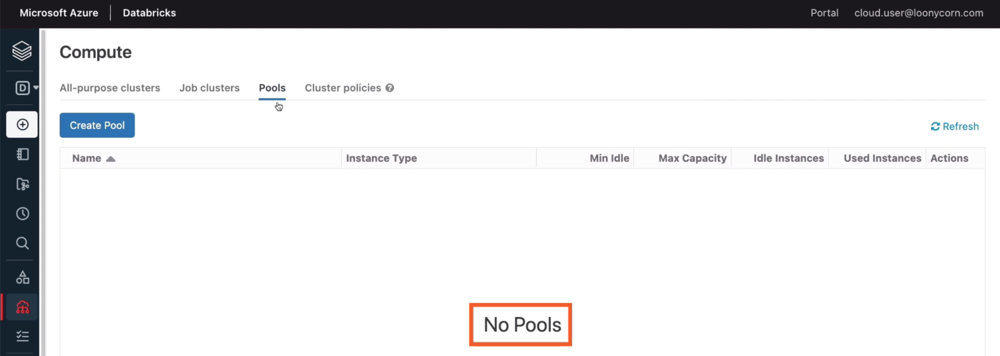 Microsoft Azure Databricks Portal cloud.user@loonycorn.com
Compute
D All-purpose clusters Job clusters Pools Cluster policies ?
Create Pool Refresh
Name Instance Type Min Idle Max Capacity Idle Instances Used Instances Actions
No Pools